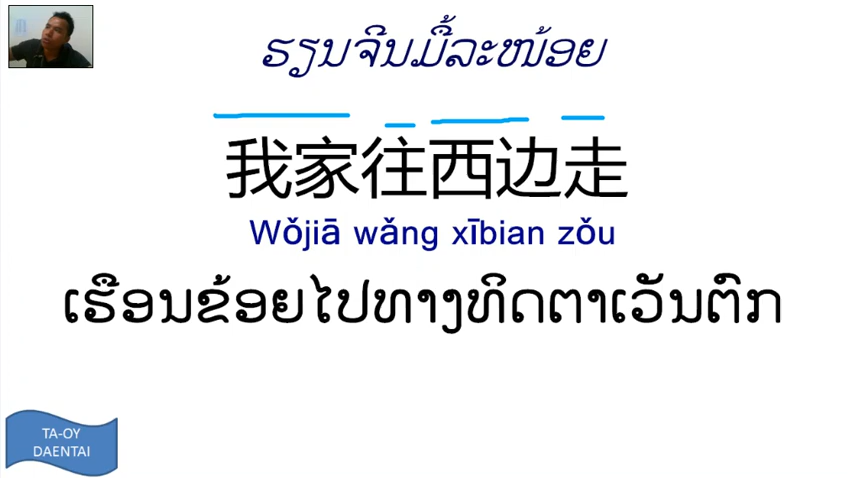 ຮຽນຈີນມື້ລະໜ້ອຍ
我家往西边走
Wǒjiā wǎng xībian zǒu
ເຮືອນຂ້ອຍໄປທາງທິດຕາເວັນຕົກ
TA-OY
DAENTAI